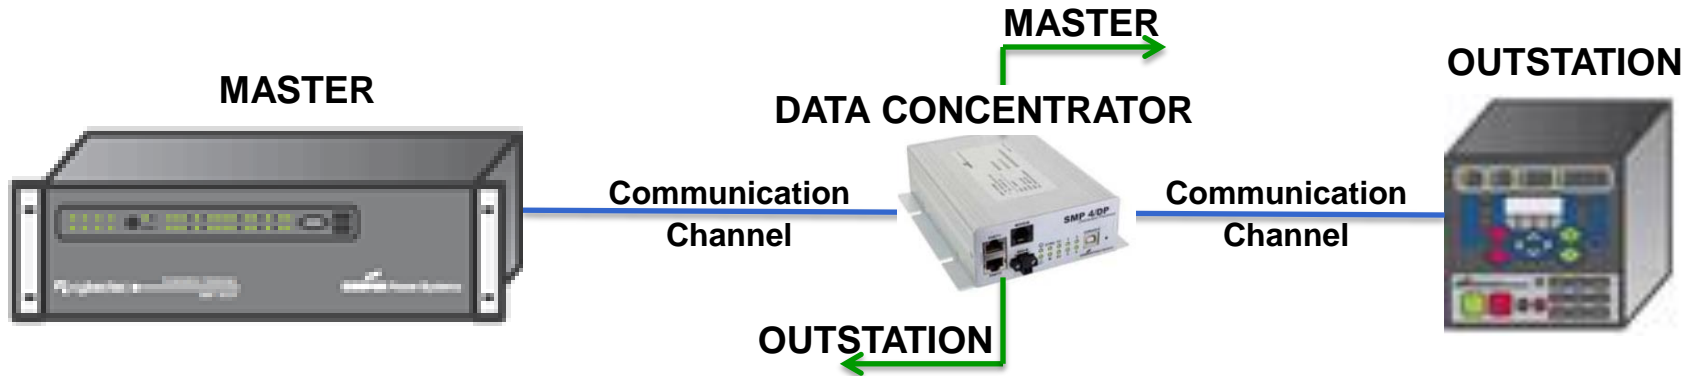 MASTER
OUTSTATION
MASTER
DATA CONCENTRATOR
Communication
Channel
SMP 4/DP
Communication
Channel
OUTSTATION